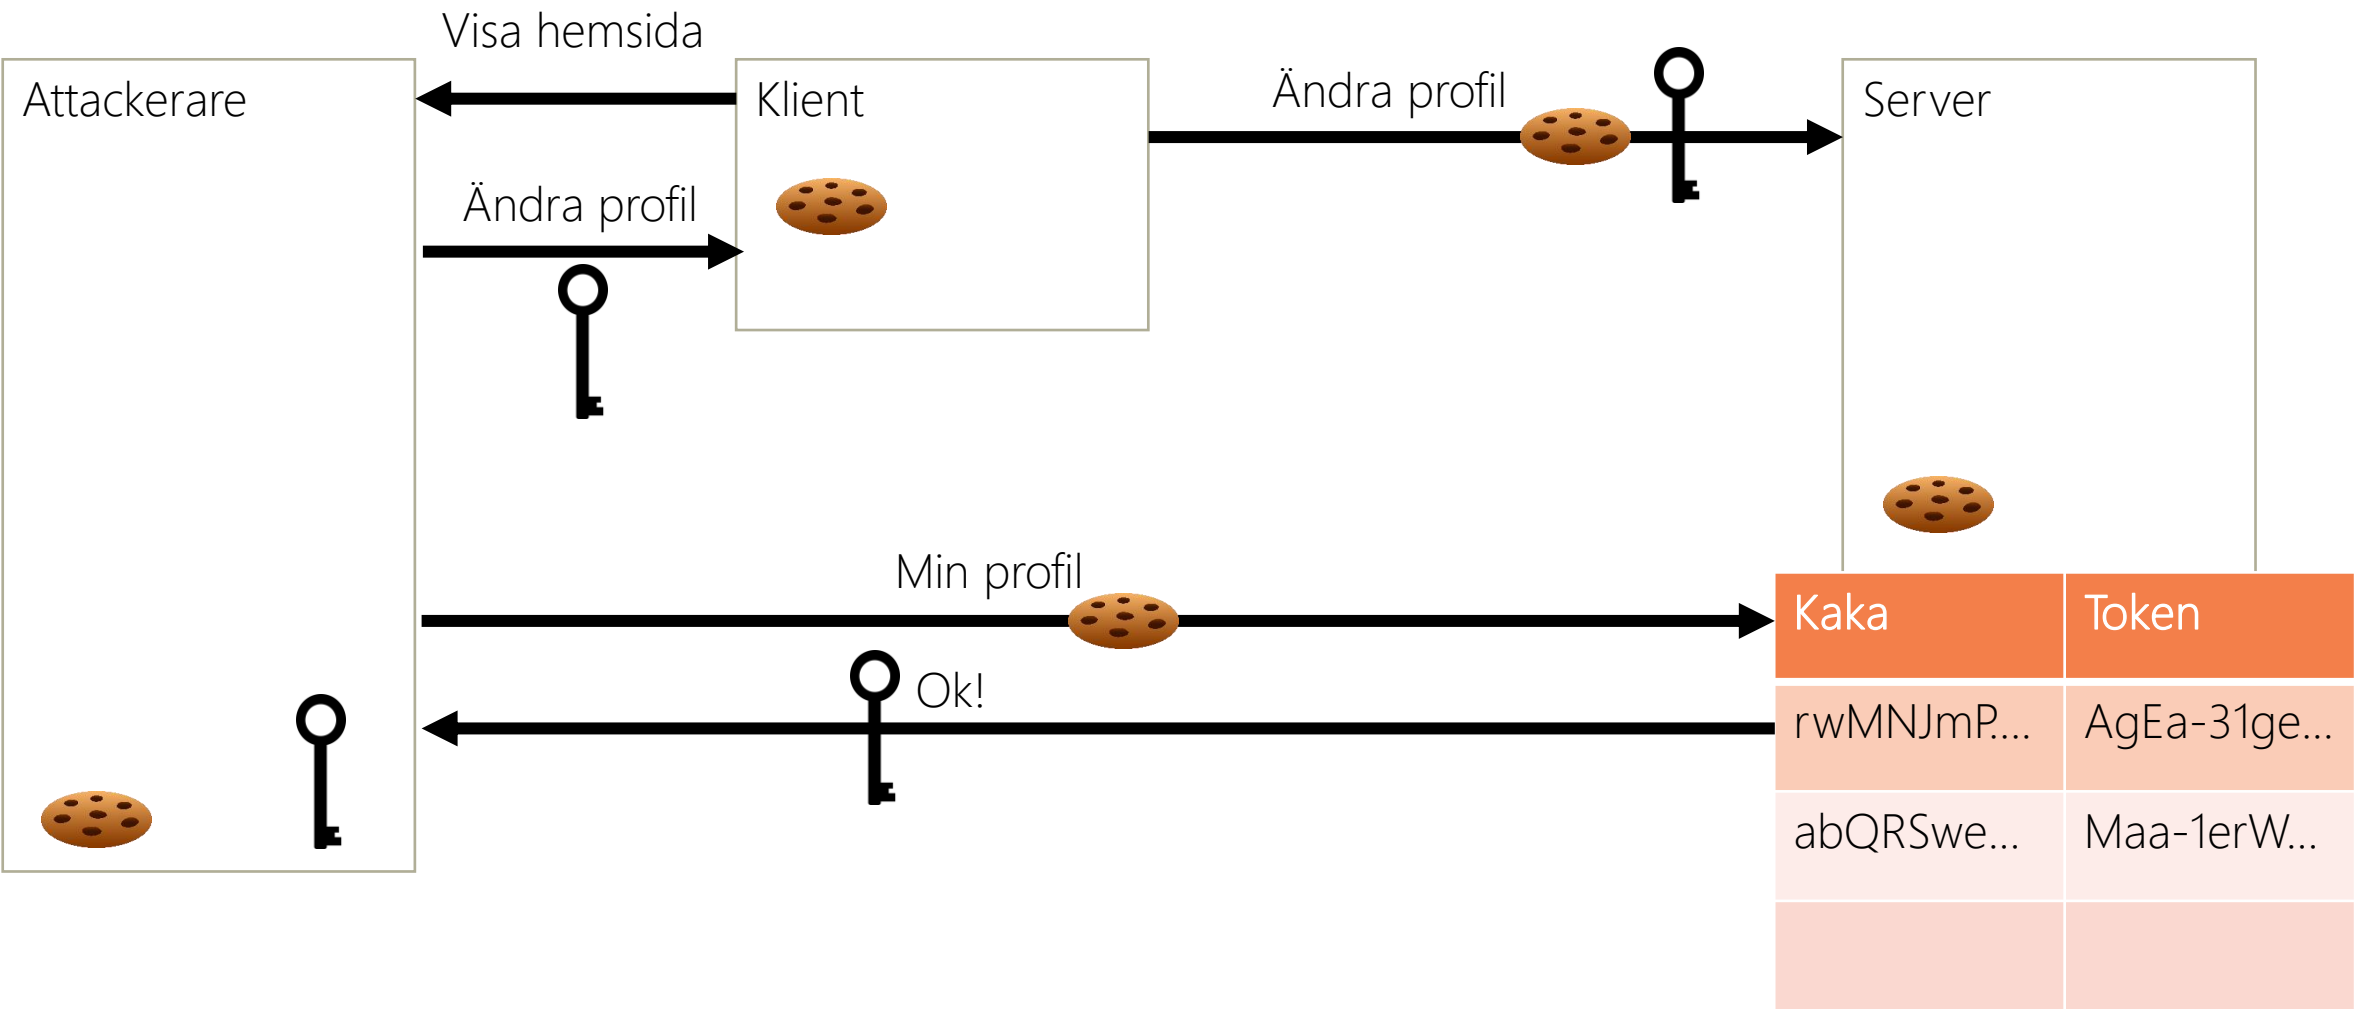 Visa hemsida
Attackerare
Klient
Ändra profil
Server
Ändra profil
Min profil
Kaka
Token
Ok!
rwMNJmP....
AgEa-31ge...
abQRSwe...
Maa-1erW...